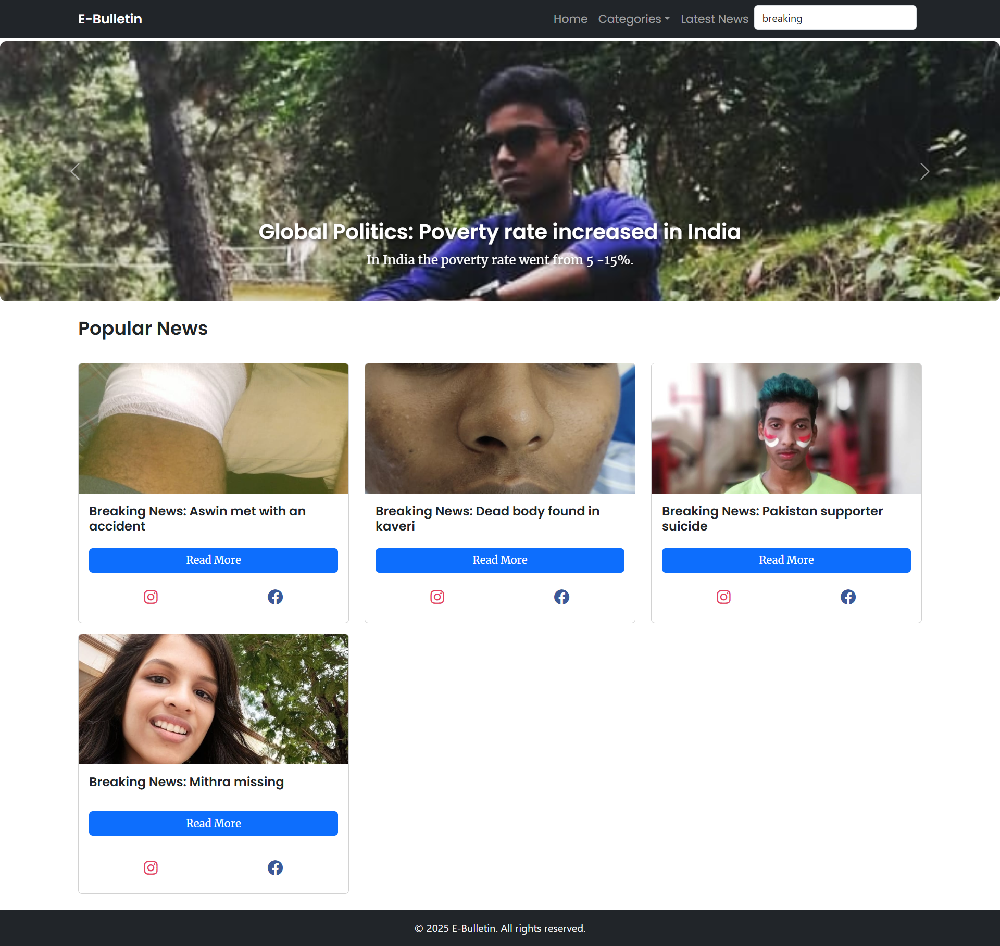 E-Bulletin
Home Categories Latest News breaking
Global Politics: Poverty rate increased in India
In India the poverty rate went from 5 -15%.
Popular News
Breaking News: Aswin met with an
accident
Read More
Breaking News: Dead body found in
kaveri
Read More
Breaking News: Pakistan supporter
suicide
Read More
Breaking News: Mithra missing
Read More
© 2025 E-Bulletin. All rights reserved.